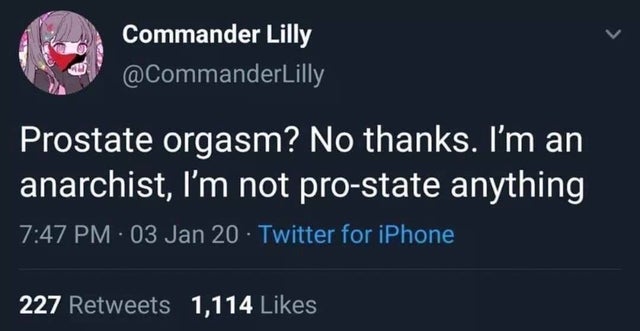 Commander Lilly
@CommanderLilly
Prostate orgasm? No thanks. I'm an
anarchist, I'm not pro-state anything
7:47 PM · 03 Jan 20 · Twitter for iPhone
227 Retweets 1,114 Likes